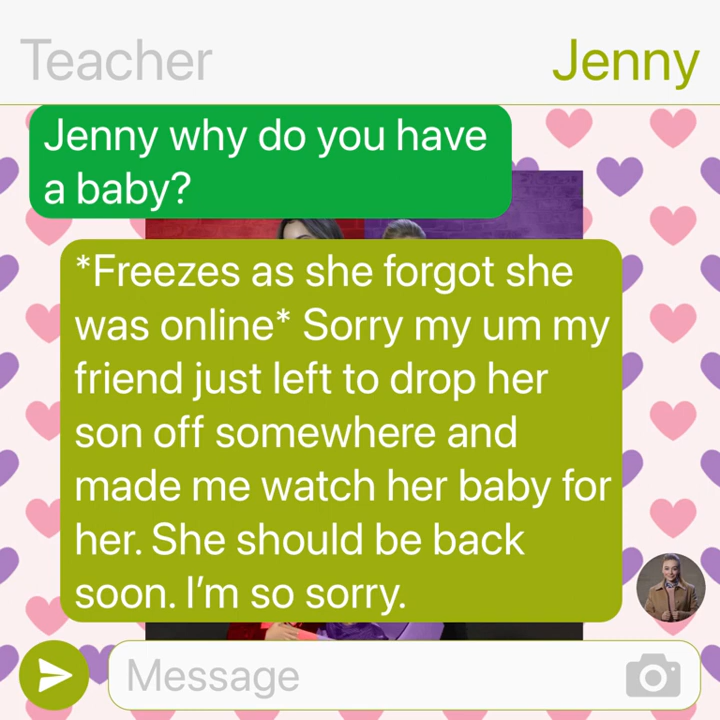 Teacher
Jenny
Jenny why do you have
a baby?
*Freezes as she forgot she
was online* Sorry my um my
friend just left to drop her
son off somewhere and
made me watch her baby for
her. She should be back
soon. I’m so sorry.
Message